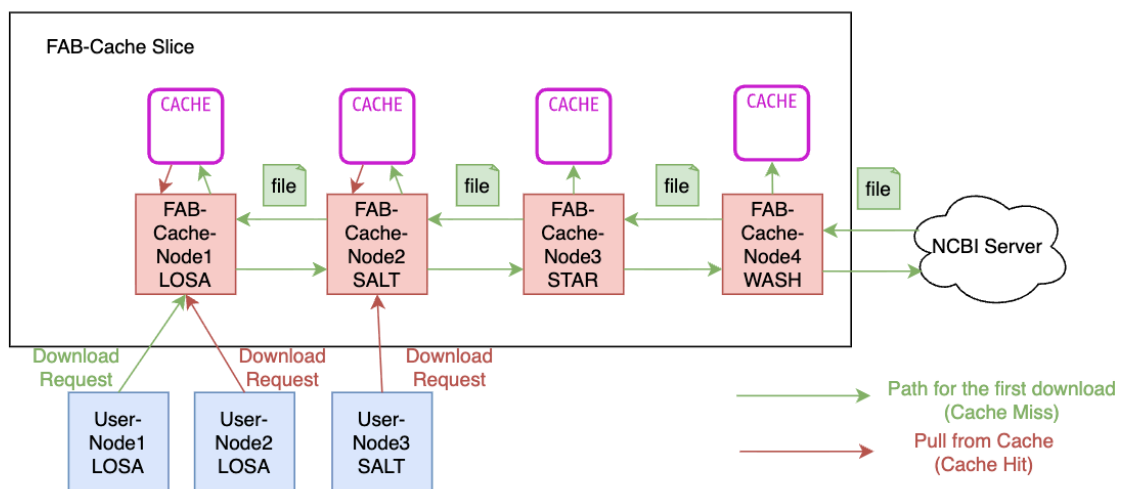 FAB-Cache Slice
CACHE
CACHE
CACHE
CACHE
file
file
file
file
FAB-
Cache-
Node1
LOSA
FAB-
Cache-
Node2
SALT
FAB-
Cache-
Node3
STAR
FAB-
Cache-
Node4
WASH
NCBI Server
Download
Request
Download
Request
Download
Request
User-
Node1
LOSA
User-
Node2
LOSA
User-
Node3
SALT
Path for the first download
(Cache Miss)
Pull from Cache
(Cache Hit)